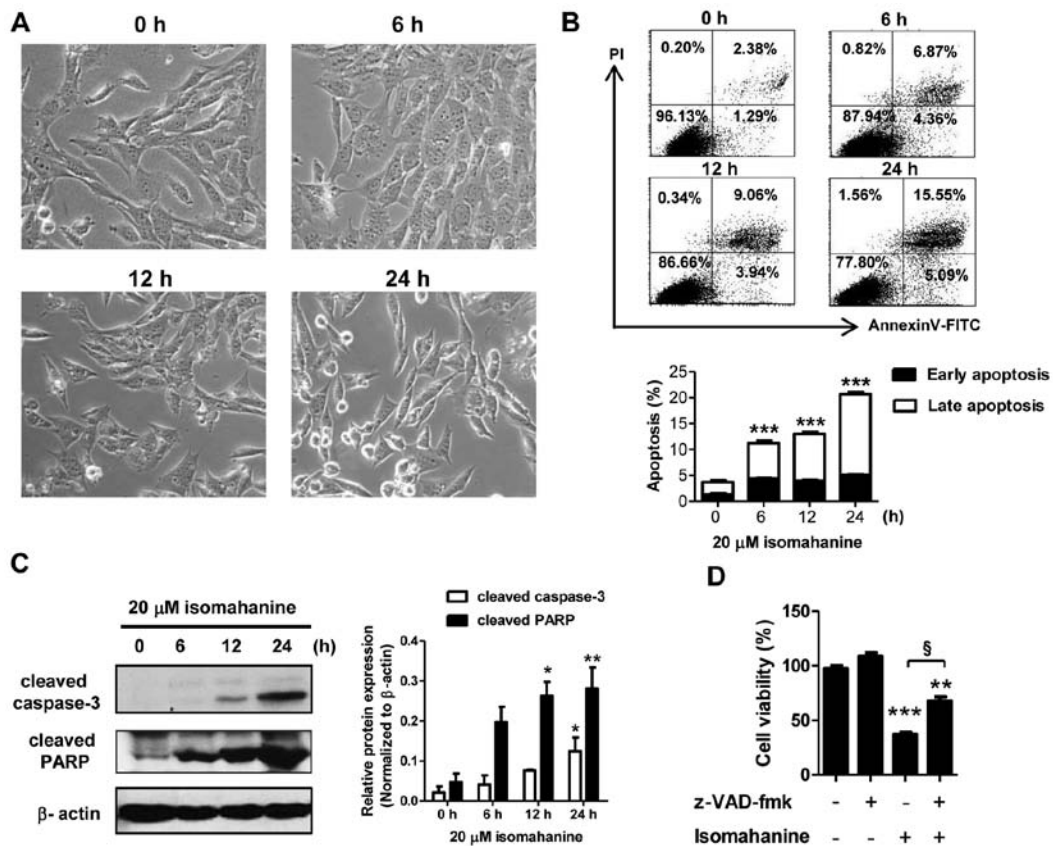 A
0 h
6 h
12 h
24 h
B
0 h
6 h
PI
0.20%
2.38%
0.82%
6.87%
96.13%
1.29%
87.94%
4.36%
12 h
24 h
0.34%
9.06%
1.56%
15.55%
86.66%
3.94%
77.80%
5.09%
AnnexinV-FITC
Apoptosis (%)
25
20
15
10
5
0
***
***
***
Early apoptosis
Late apoptosis
0 6 12 24 (h)
20 μM isomahanine
C
20 μM isomahanine
0 6 12 24 (h)
cleaved
caspase-3
cleaved
PARP
β- actin
cleaved caspase-3
cleaved PARP
Relative protein expression
(Normalized to β-actin)
0.4
0.3
0.2
0.1
0.0
*
*
**
0 h 6 h 12 h 24 h
20 μM isomahanine
D
Cell viability (%)
150
100
50
0
§
***
**
z-VAD-fmk - + - +
Isomahanine - - + +